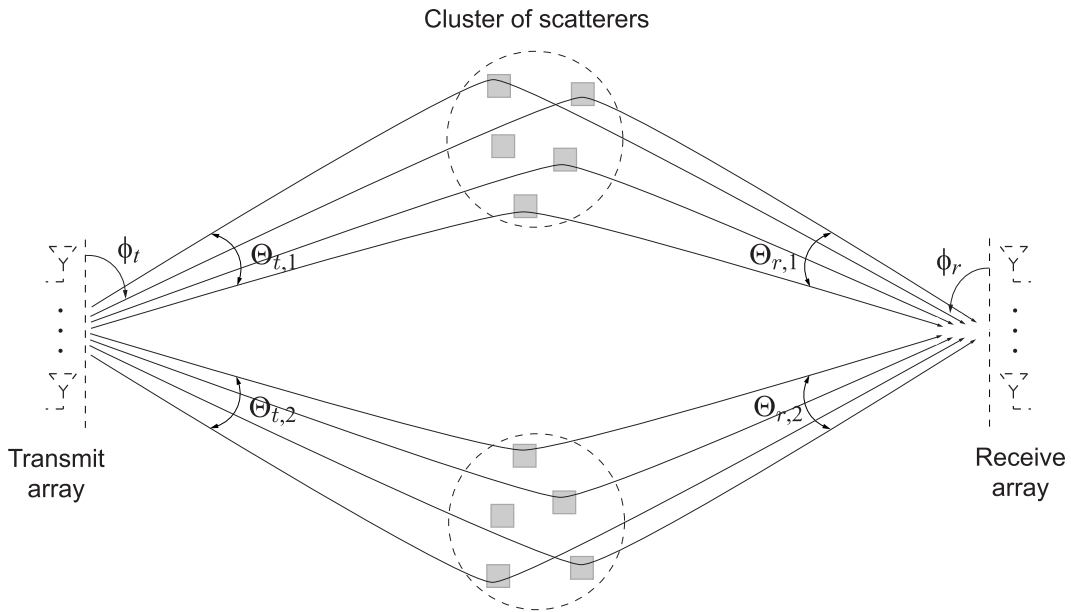 Cluster of scatterers
ϕt
Θt,1
Θr,1
ϕr
Θt,2
Θr,2
Transmit
array
Receive
array